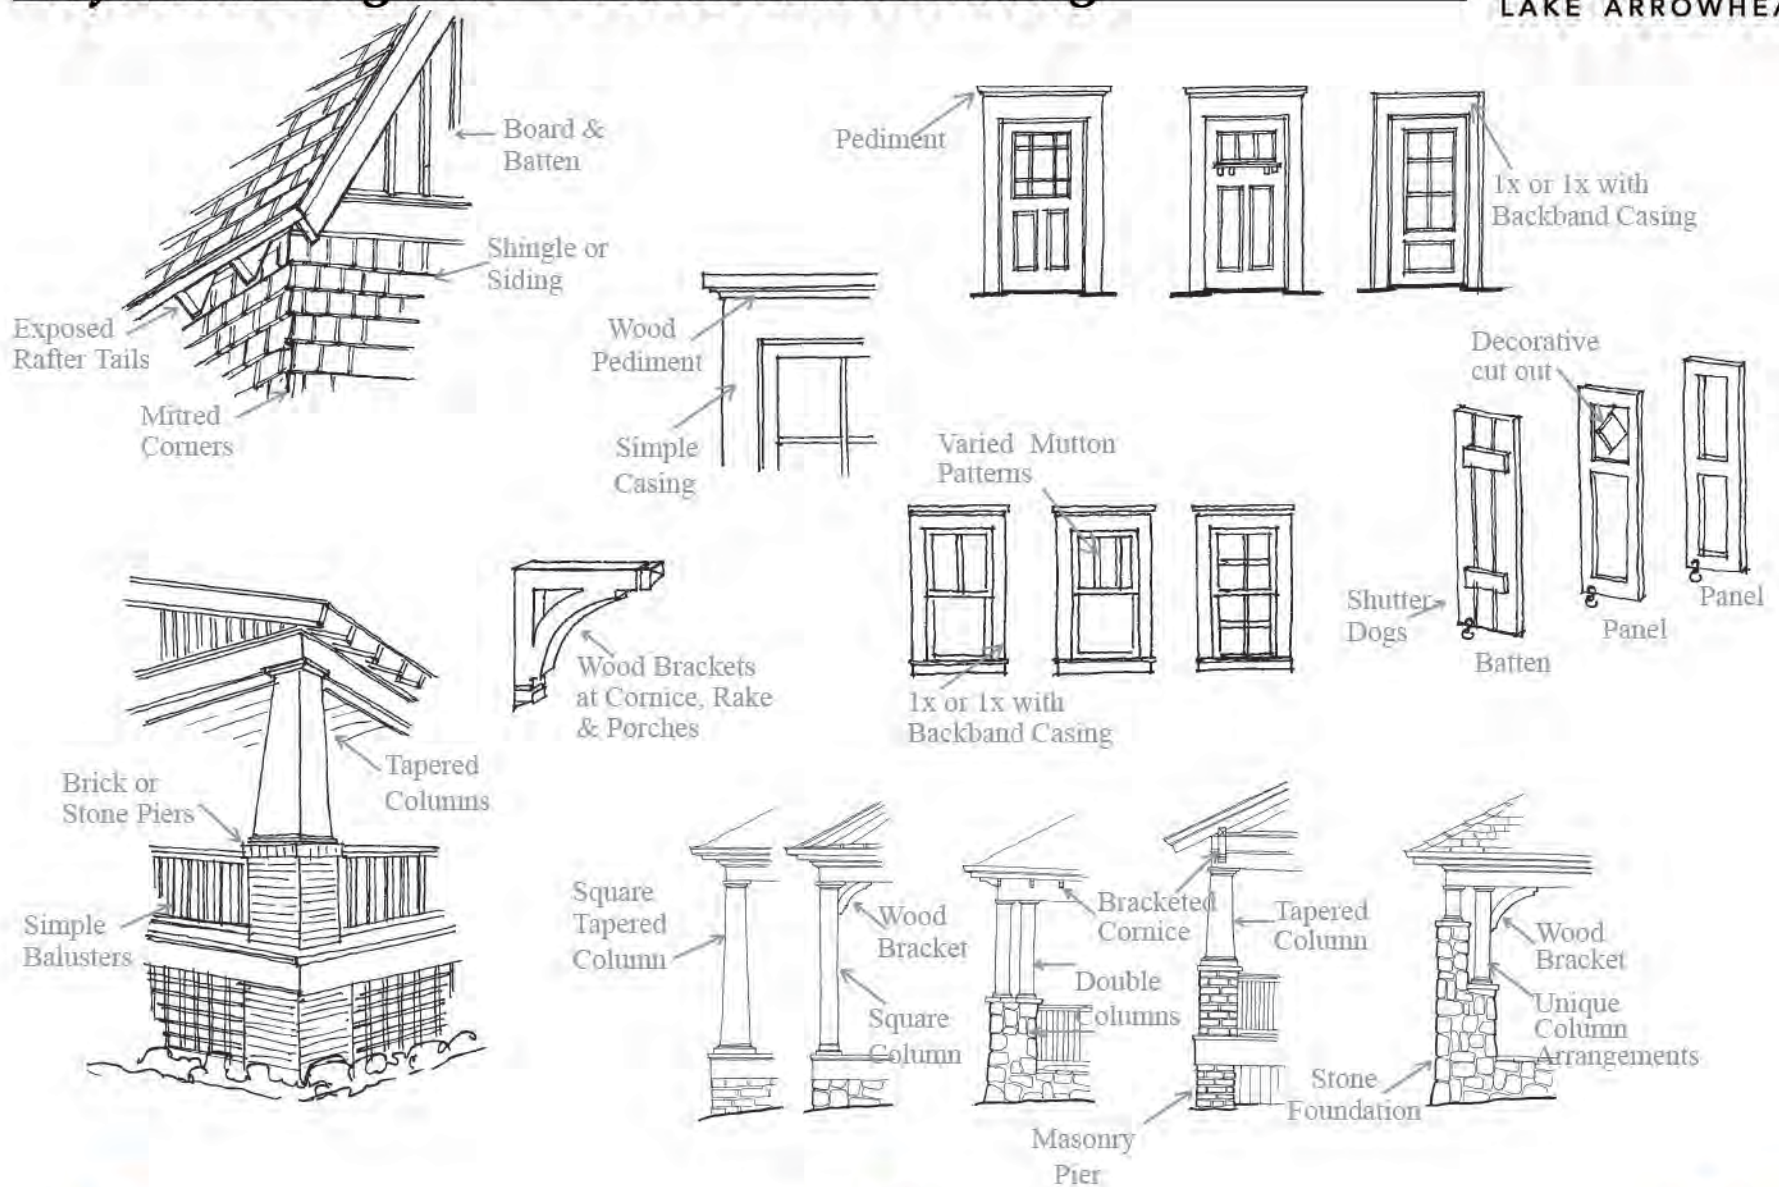 LAKE ARROWHEA
Board &
Batten
Shingle or
Siding
Exposed
Rafter Tails
Mitred
Corners
Pediment
1x or 1x with
Backband Casing
Wood
Pediment
Simple
Casing
Decorative
cut out
Varied Mutton
Patterns
Shutter
Dogs
Batten
Panel
Panel
1x or 1x with
Backband Casing
Wood Brackets
at Cornice, Rake
& Porches
Tapered
Columns
Brick or
Stone Piers
Simple
Balusters
Square
Tapered
Column
Wood
Bracket
Square
Column
Bracketed
Cornice
Double
Columns
Tapered
Column
Masonry
Pier
Stone
Foundation
Wood
Bracket
Unique
Column
Arrangements